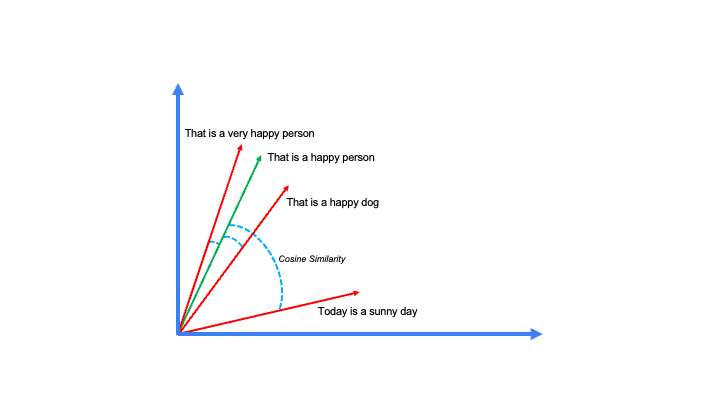 That is a very happy person
That is a happy person
That is a happy dog
Cosine Similarity
Today is a sunny day